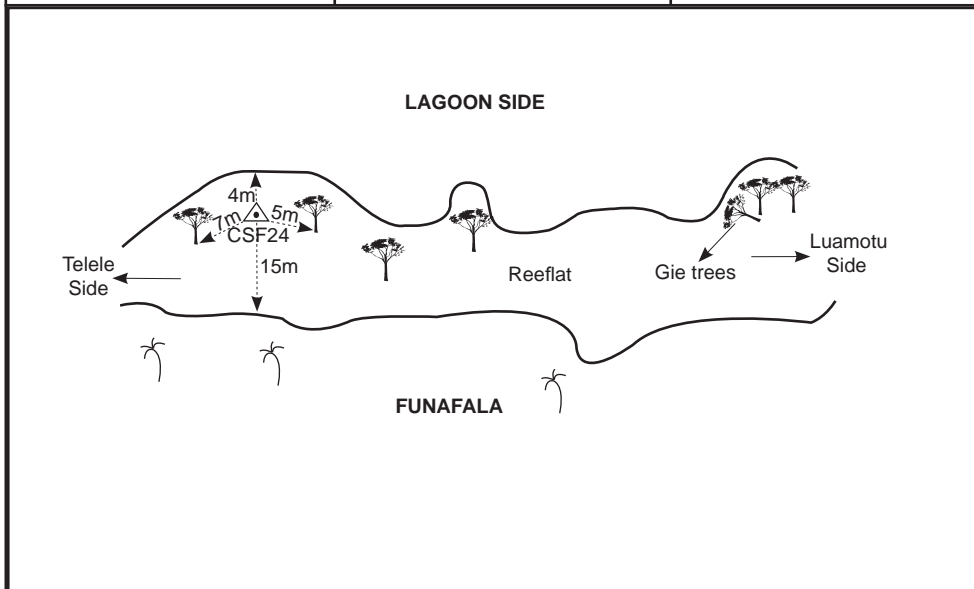 LAGOON SIDE
4m
7m
5m
CSF24
15m
Telele
Side
Reeflat
Gie trees
Luamotu
Side
FUNAFALA